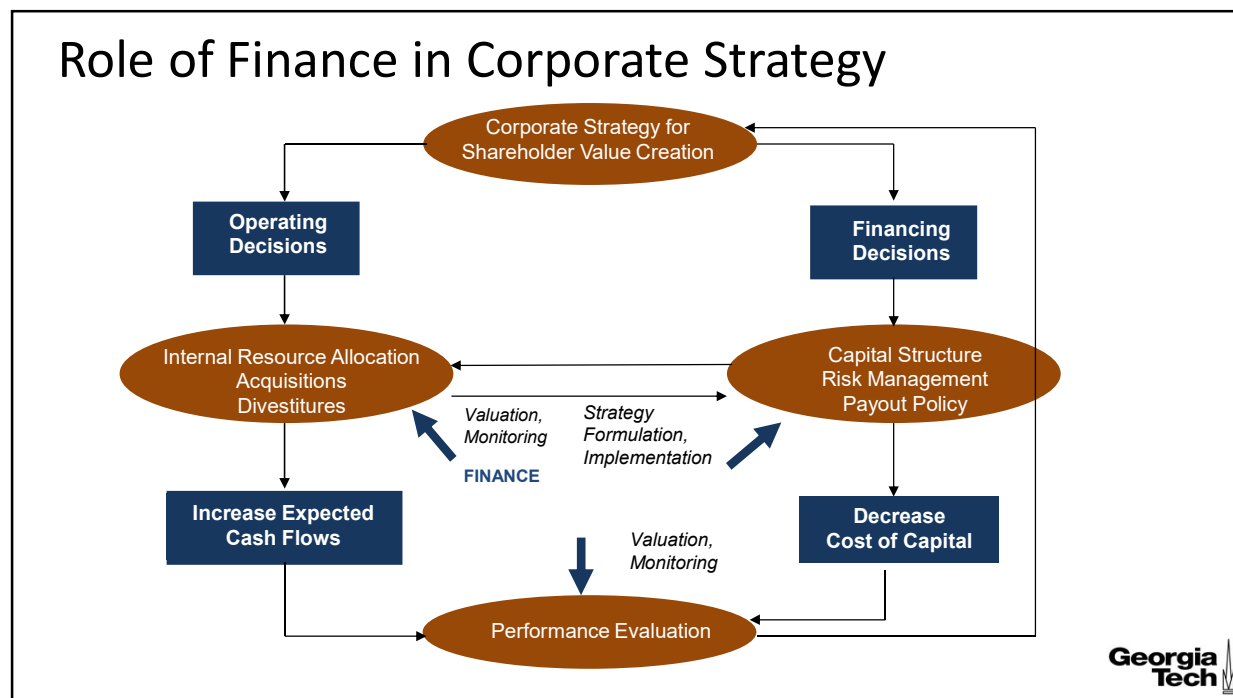 Role of Finance in Corporate Strategy
Corporate Strategy for
Shareholder Value Creation
Operating
Decisions
Financing
Decisions
Internal Resource Allocation
Acquisitions
Divestitures
Capital Structure
Risk Management
Payout Policy
Valuation,
Monitoring
Strategy
Formulation,
Implementation
FINANCE
Increase Expected
Cash Flows
Decrease
Cost of Capital
Valuation,
Monitoring
Performance Evaluation
Georgia
Tech